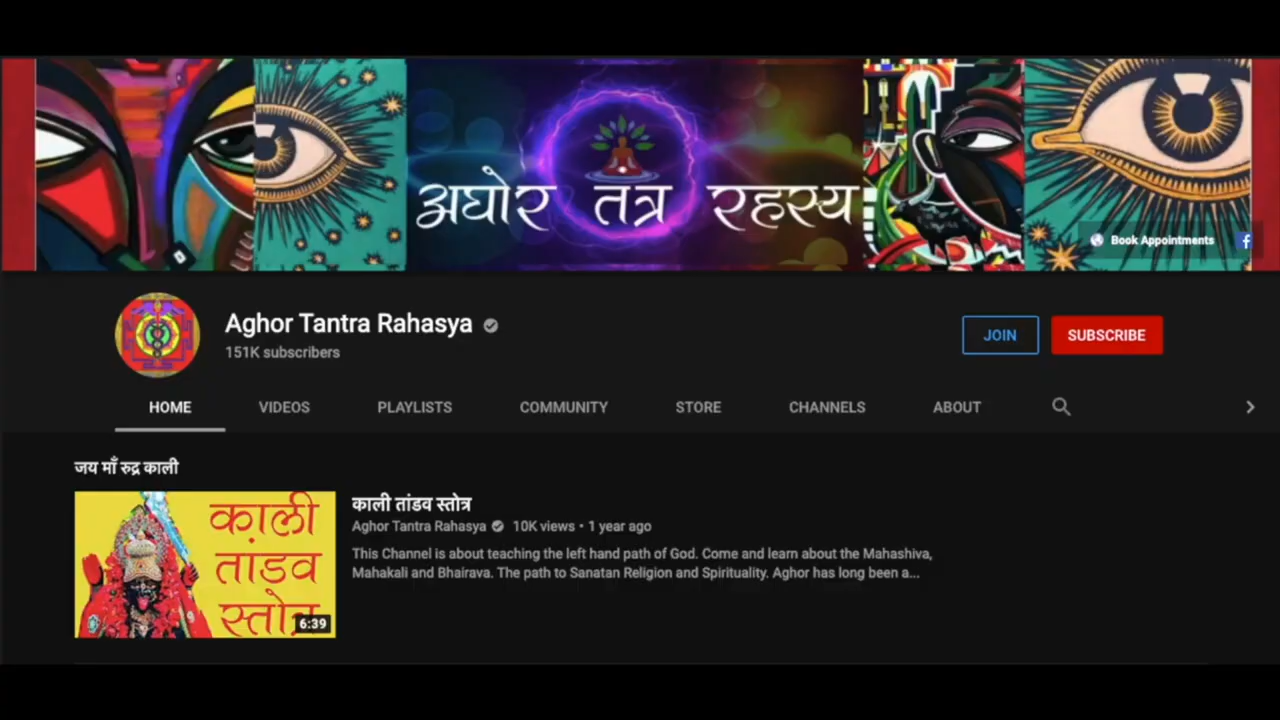 अघोर तत्र रहस्य
Book Appointments
Aghor Tantra Rahasya
151K subscribers
JOIN
SUBSCRIBE
HOME VIDEOS PLAYLISTS COMMUNITY STORE CHANNELS ABOUT
जय माँ रुद्र काली
काली
तांडव
स्तोत्र
6:39
काली तांडव स्तोत्र
Aghor Tantra Rahasya 10K views • 1 year ago
This Channel is about teaching the left hand path of God. Come and learn about the Mahashiva,
Mahakali and Bhairava. The path to Sanatan Religion and Spirituality. Aghor has long been a...